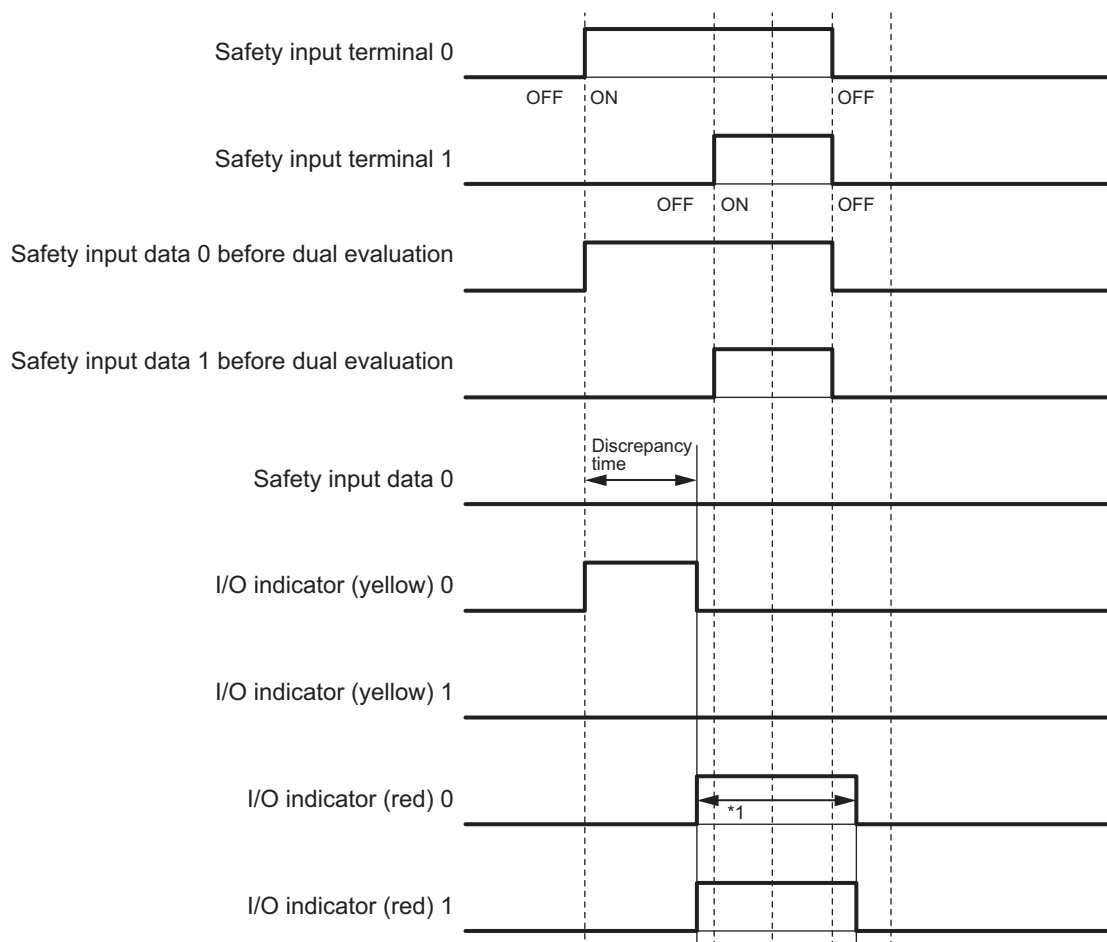 Safety input terminal 0
OFF ON OFF
Safety input terminal 1
OFF ON OFF
Safety input data 0 before dual evaluation
Safety input data 1 before dual evaluation
Discrepancy
time
Safety input data 0
I/O indicator (yellow) 0
I/O indicator (yellow) 1
I/O indicator (red) 0
*1
I/O indicator (red) 1